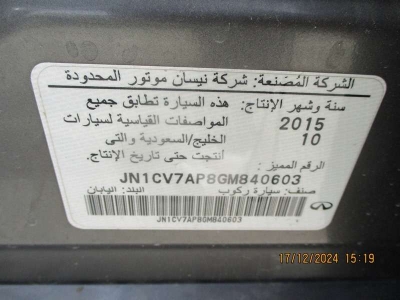 الشركة المُصَنعة: شركة نيسان موتور المحدودة
سنة وشهر الإنتاج: هذه السيارة تطابق جميع
2015 المواصفات القياسية لسيارات
10 الخليج/السعودية والتى
أنتجت حتى تاريخ الإنتاج.
الرقم المميز:
JN1CV7AP8GM840603
صنف: سيارة ركوب البلد: اليابان
JN1CV7AP8GM840603
17/12/2024 15:19